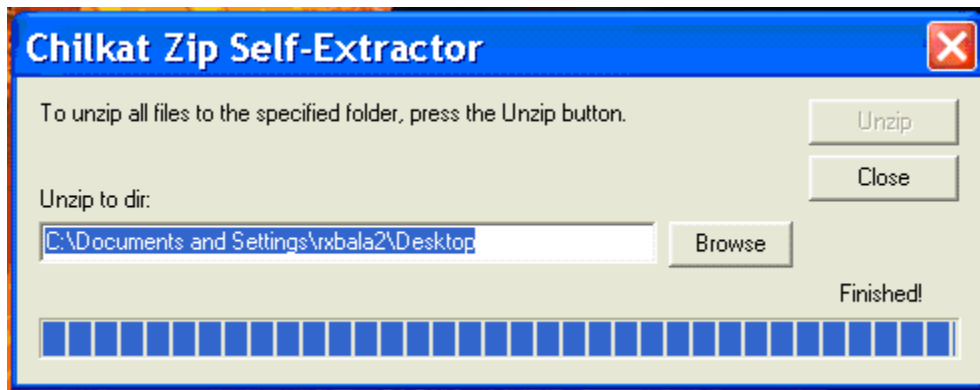 Chilkat Zip Self-Extractor
To unzip all files to the specified folder, press the Unzip button.
Unzip
Close
Unzip to dir:
C:\Documents and Settings\rxbala2\Desktop
Browse
Finished!